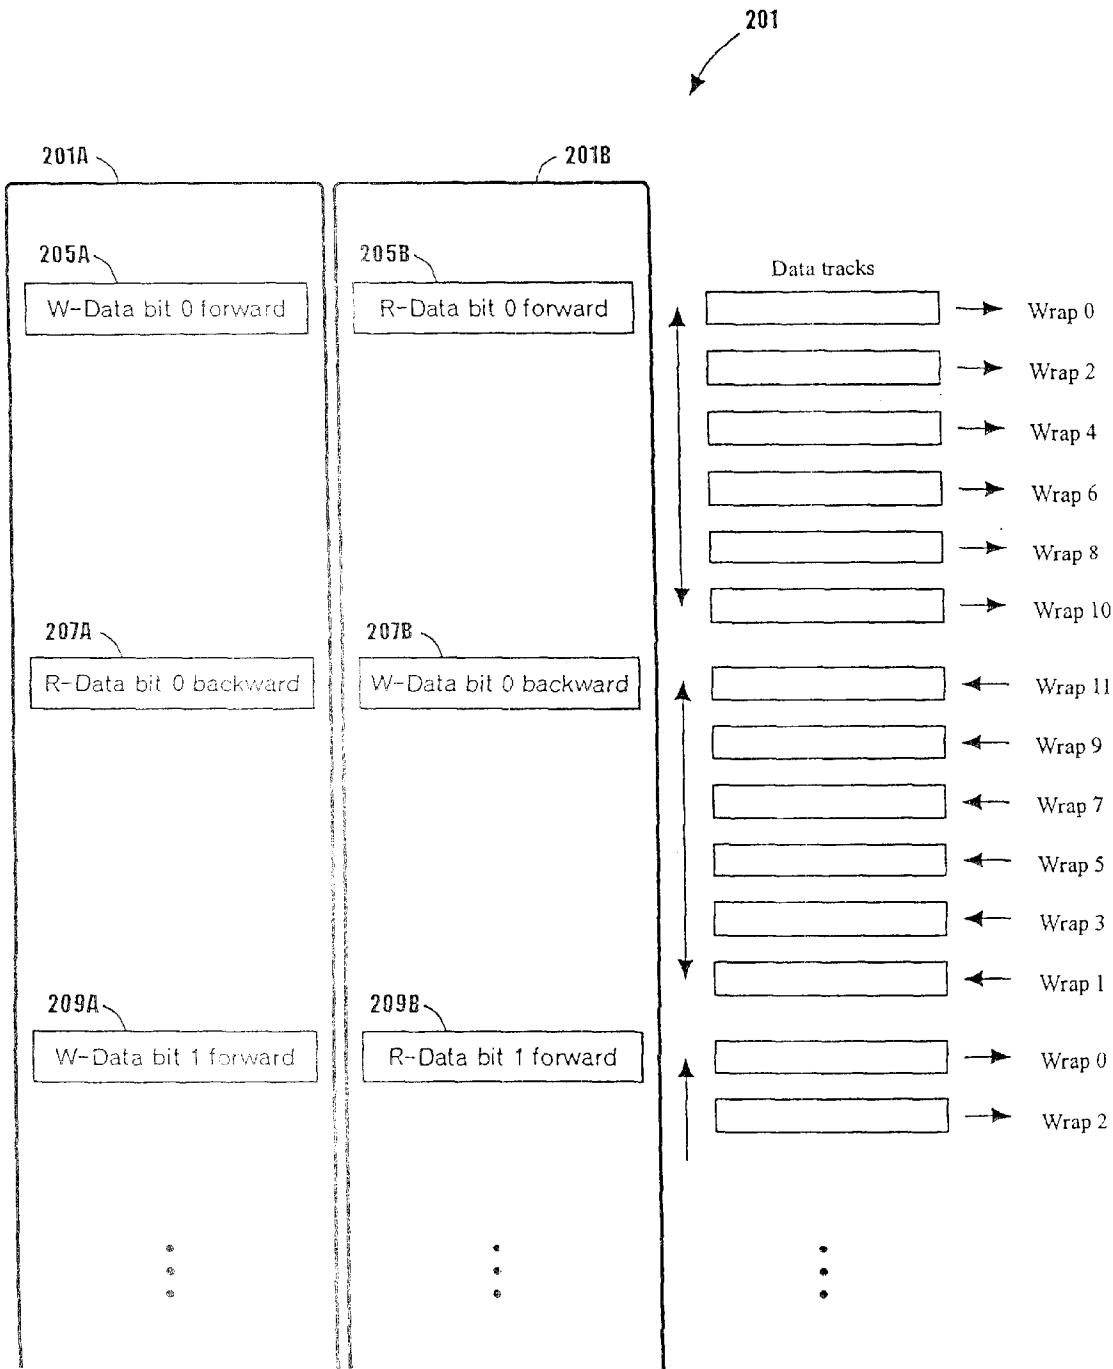 201
201A
201B
205A
205B
Data tracks
W-Data bit 0 forward
R-Data bit 0 forward
Wrap 0
Wrap 2
Wrap 4
Wrap 6
Wrap 8
Wrap 10
207A
207B
R-Data bit 0 backward
W-Data bit 0 backward
Wrap 11
Wrap 9
Wrap 7
Wrap 5
Wrap 3
Wrap 1
209A
209B
W-Data bit 1 forward
R-Data bit 1 forward
Wrap 0
Wrap 2